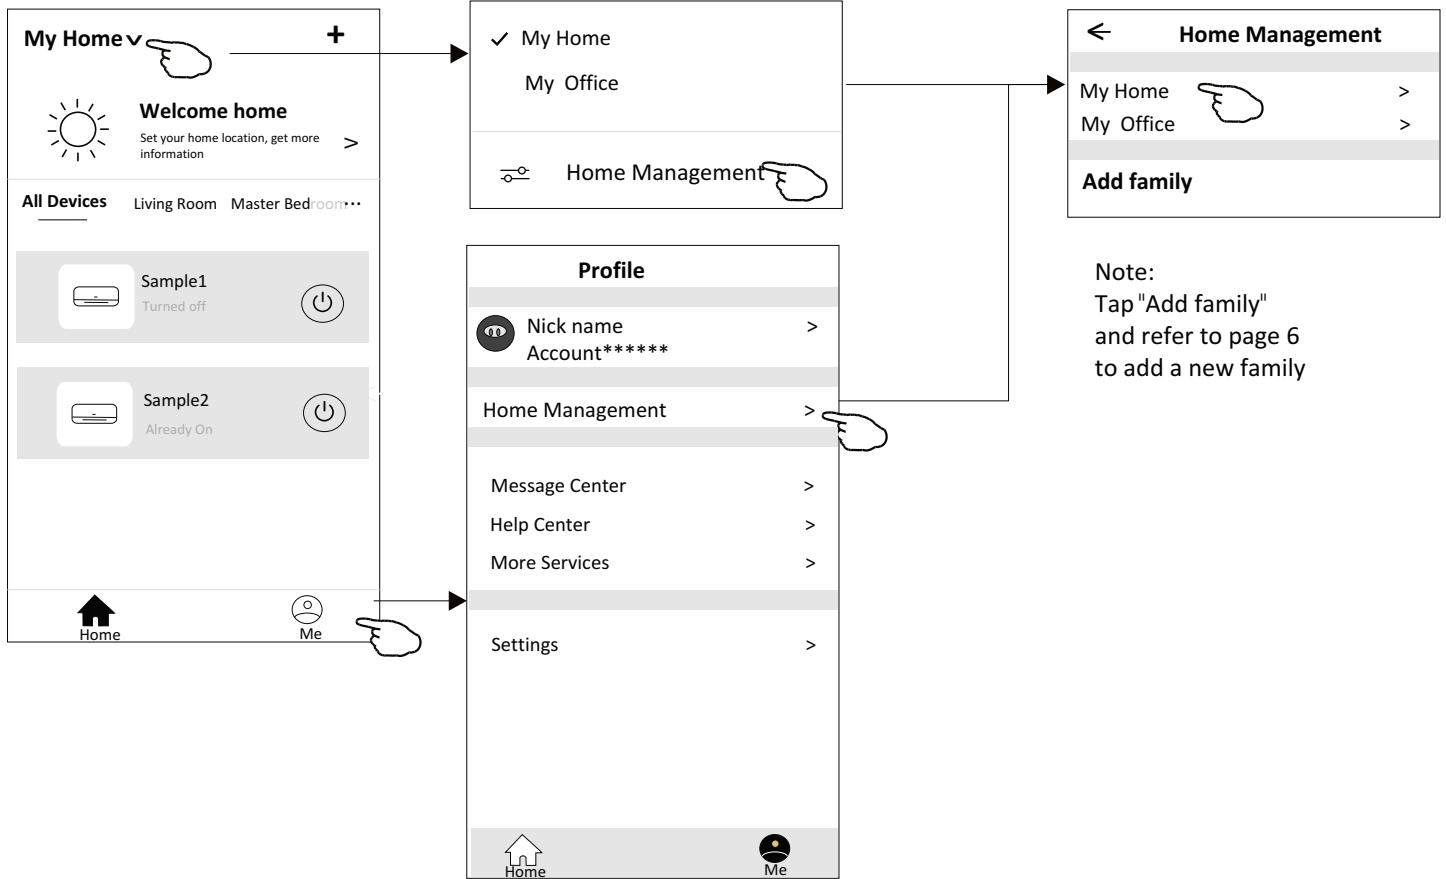 My Home
+
Welcome home
Set your home location, get more
information
>
All Devices Living Room Master Bedroom ...
Sample1
Turned off
Sample2
Already On
Home
Me
✓ My Home
My Office
Home Management
Profile
Nick name >
Account******
Home Management >
Message Center >
Help Center >
More Services >
Settings >
Home
Me
Home Management
My Home >
My Office >
Add family
Note:
Tap "Add family"
and refer to page 6
to add a new family